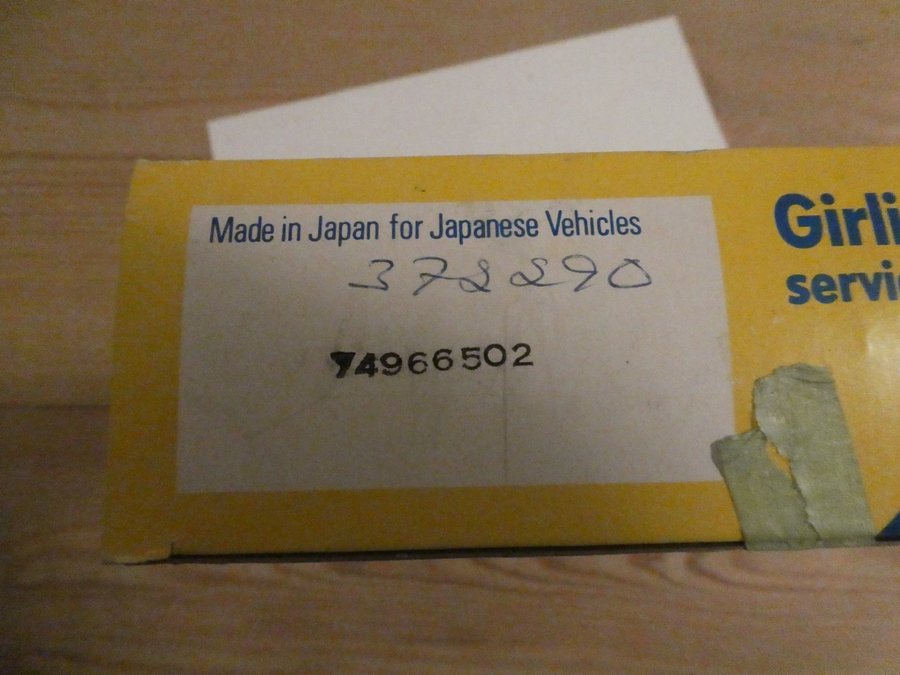 Made in Japan for Japanese Vehicles
372290
74966502
Girli
servi